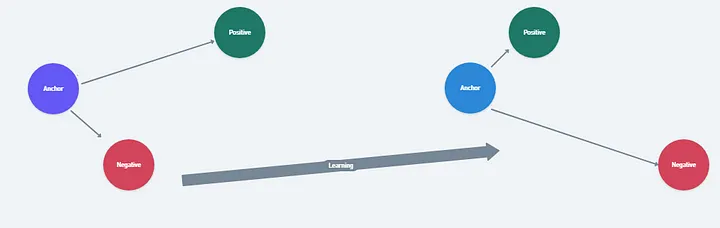 Positive
Anchor
Negative
Learning
Positive
Anchor
Negative